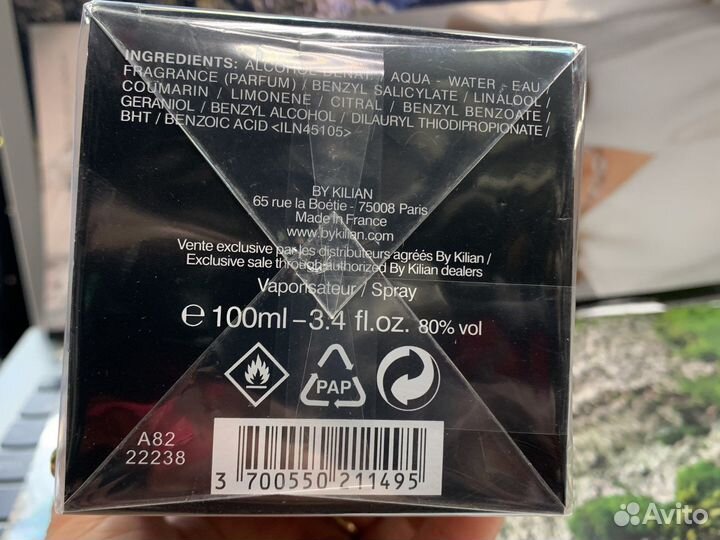 INGREDIENTS: ALCOHOL DENAT / AQUA - WATER - EAU
FRAGRANCE (PARFUM) / BENZYL SALICYLATE / LINALOOL /
COUMARIN / LIMONENE / CITRAL / BENZYL BENZOATE /
GERANIOL / BENZYL ALCOHOL / DILAURYL THIODIPROPIONATE /
BHT / BENZOIC ACID <ILN45105>
BY KILIAN
65 rue la Boétie - 75008 Paris
Made in France
www.bykilian.com
Vente exclusive par les distributeurs agréés By Kilian /
Exclusive sale through authorized By Kilian dealers
Vaporisateur / Spray
℮ 100ml – 3.4 fl.oz. 80% vol
PAP
A82
22238
3 700550 211495
Avito